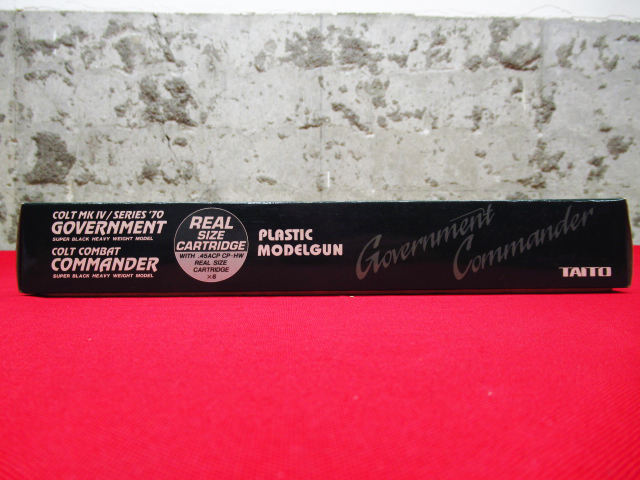 COLT MK IV / SERIES '70
GOVERNMENT
SUPER BLACK HEAVY WEIGHT MODEL
COLT COMBAT
COMMANDER
SUPER BLACK HEAVY WEIGHT MODEL
REAL
SIZE
CARTRIDGE
WITH .45ACP CP-HW
REAL SIZE
CARTRIDGE
×6
PLASTIC
MODELGUN
Government
Commander
TAITO